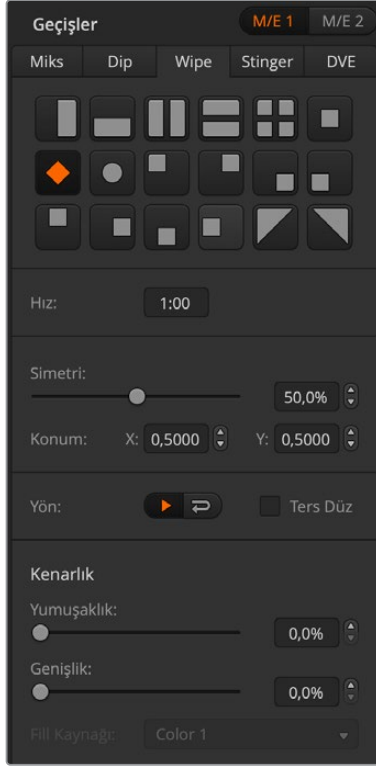 Geçişler M/E 1 M/E 2
Miks Dip Wipe Stinger DVE
Hız: 1:00
Simetri:
50,0%
Konum: X: 0,5000 Y: 0,5000
Yön: Ters Düz
Kenarlık
Yumuşaklık:
0,0%
Genişlik:
0,0%
Fill Kaynağı: Color 1